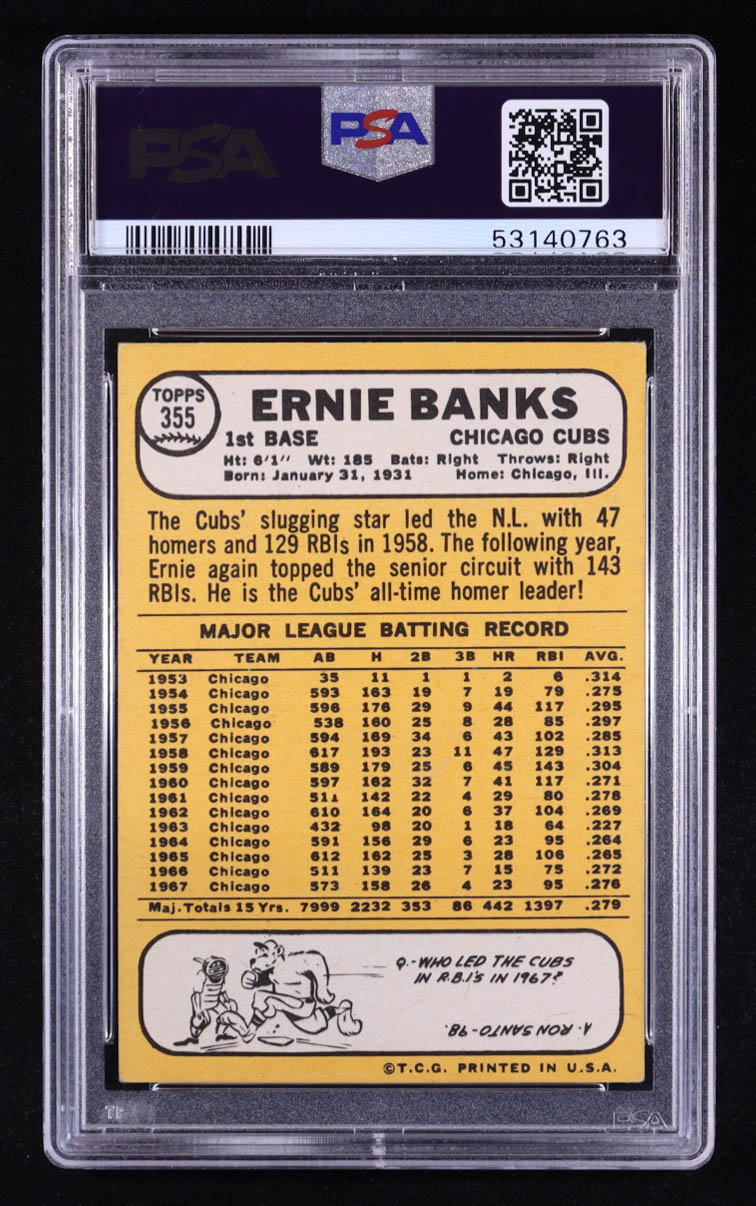 PSA
PSA
53140763
TOPPS
355
ERNIE BANKS
1st BASE CHICAGO CUBS
Ht: 6'1" Wt: 185 Bats: Right Throws: Right
Born: January 31, 1931 Home: Chicago, Ill.
The Cubs' slugging star led the N.L. with 47
homers and 129 RBIs in 1958. The following year,
Ernie again topped the senior circuit with 143
RBIs. He is the Cubs' all-time homer leader!
MAJOR LEAGUE BATTING RECORD
YEAR TEAM AB H 2B 3B HR RBI AVG.
1953 Chicago 35 11 1 1 2 6 .314
1954 Chicago 593 163 19 7 19 79 .275
1955 Chicago 596 176 29 9 44 117 .295
1956 Chicago 538 160 25 8 28 85 .297
1957 Chicago 594 169 34 6 43 102 .285
1958 Chicago 617 193 23 11 47 129 .313
1959 Chicago 589 179 25 6 45 143 .304
1960 Chicago 597 162 32 7 41 117 .271
1961 Chicago 511 142 22 4 29 80 .278
1962 Chicago 610 164 20 6 37 104 .269
1963 Chicago 432 98 20 1 18 64 .227
1964 Chicago 591 156 29 6 23 95 .264
1965 Chicago 612 162 25 3 28 106 .265
1966 Chicago 511 139 23 7 15 75 .272
1967 Chicago 573 158 26 4 23 95 .276
Maj. Totals 15 Yrs. 7999 2232 353 86 442 1397 .279
Q.-WHO LED THE CUBS
IN R.B.I'S IN 1967?
A. RON SANTO-98.
©T.C.G. PRINTED IN U.S.A.
PSA